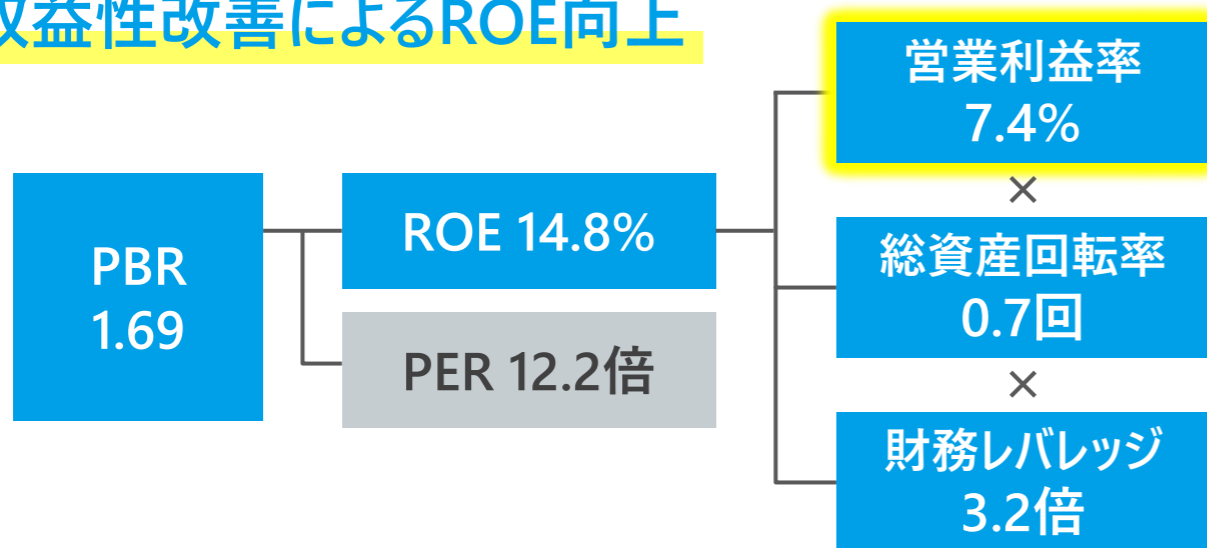 収益性改善によるROE向上
営業利益率
7.4%
×
PBR
1.69
ROE 14.8%
総資産回転率
0.7回
PER 12.2倍
×
財務レバレッジ
3.2倍